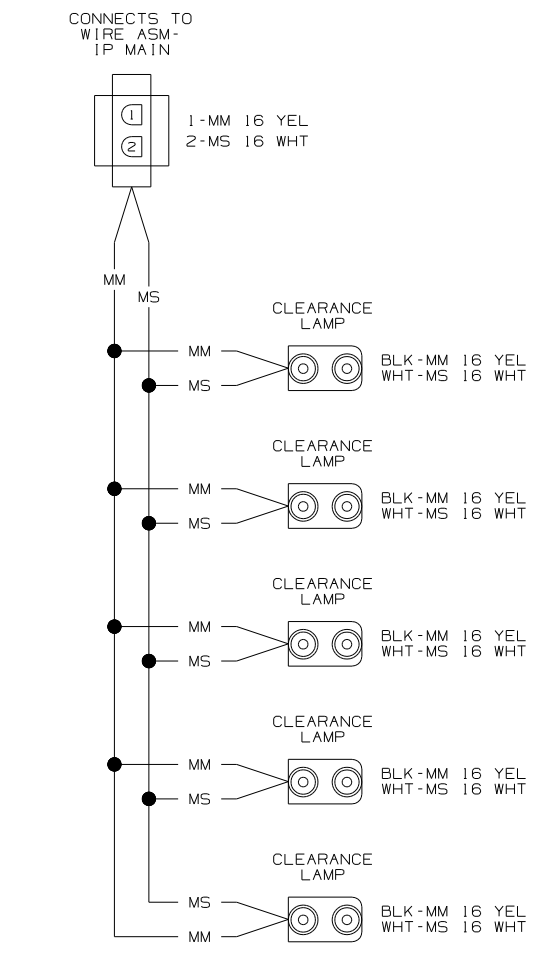 CONNECTS TO
WIRE ASM-
IP MAIN
1
2
1-MM 16 YEL
2-MS 16 WHT
MM
MS
CLEARANCE
LAMP
MM
MS
BLK-MM 16 YEL
WHT-MS 16 WHT
CLEARANCE
LAMP
MM
MS
BLK-MM 16 YEL
WHT-MS 16 WHT
CLEARANCE
LAMP
MM
MS
BLK-MM 16 YEL
WHT-MS 16 WHT
CLEARANCE
LAMP
MM
MS
BLK-MM 16 YEL
WHT-MS 16 WHT
CLEARANCE
LAMP
MS
MM
BLK-MM 16 YEL
WHT-MS 16 WHT